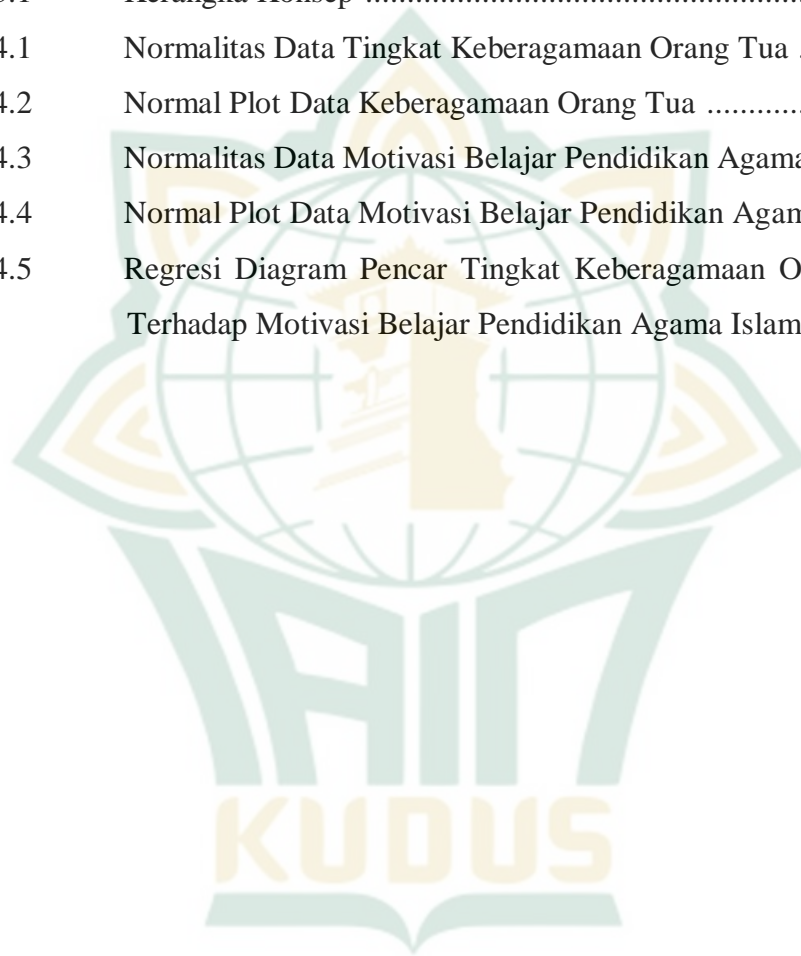 Kerangka Konsep ................................................
4.1 Normalitas Data Tingkat Keberagamaan Orang Tua .
4.2 Normal Plot Data Keberagamaan Orang Tua ............
4.3 Normalitas Data Motivasi Belajar Pendidikan Agama
4.4 Normal Plot Data Motivasi Belajar Pendidikan
4.5 Regresi Diagram Pencar Tingkat Keberagamaan
Terhadap Motivasi Belajar Pendidikan Agama Islam
IAIN
KUDUS